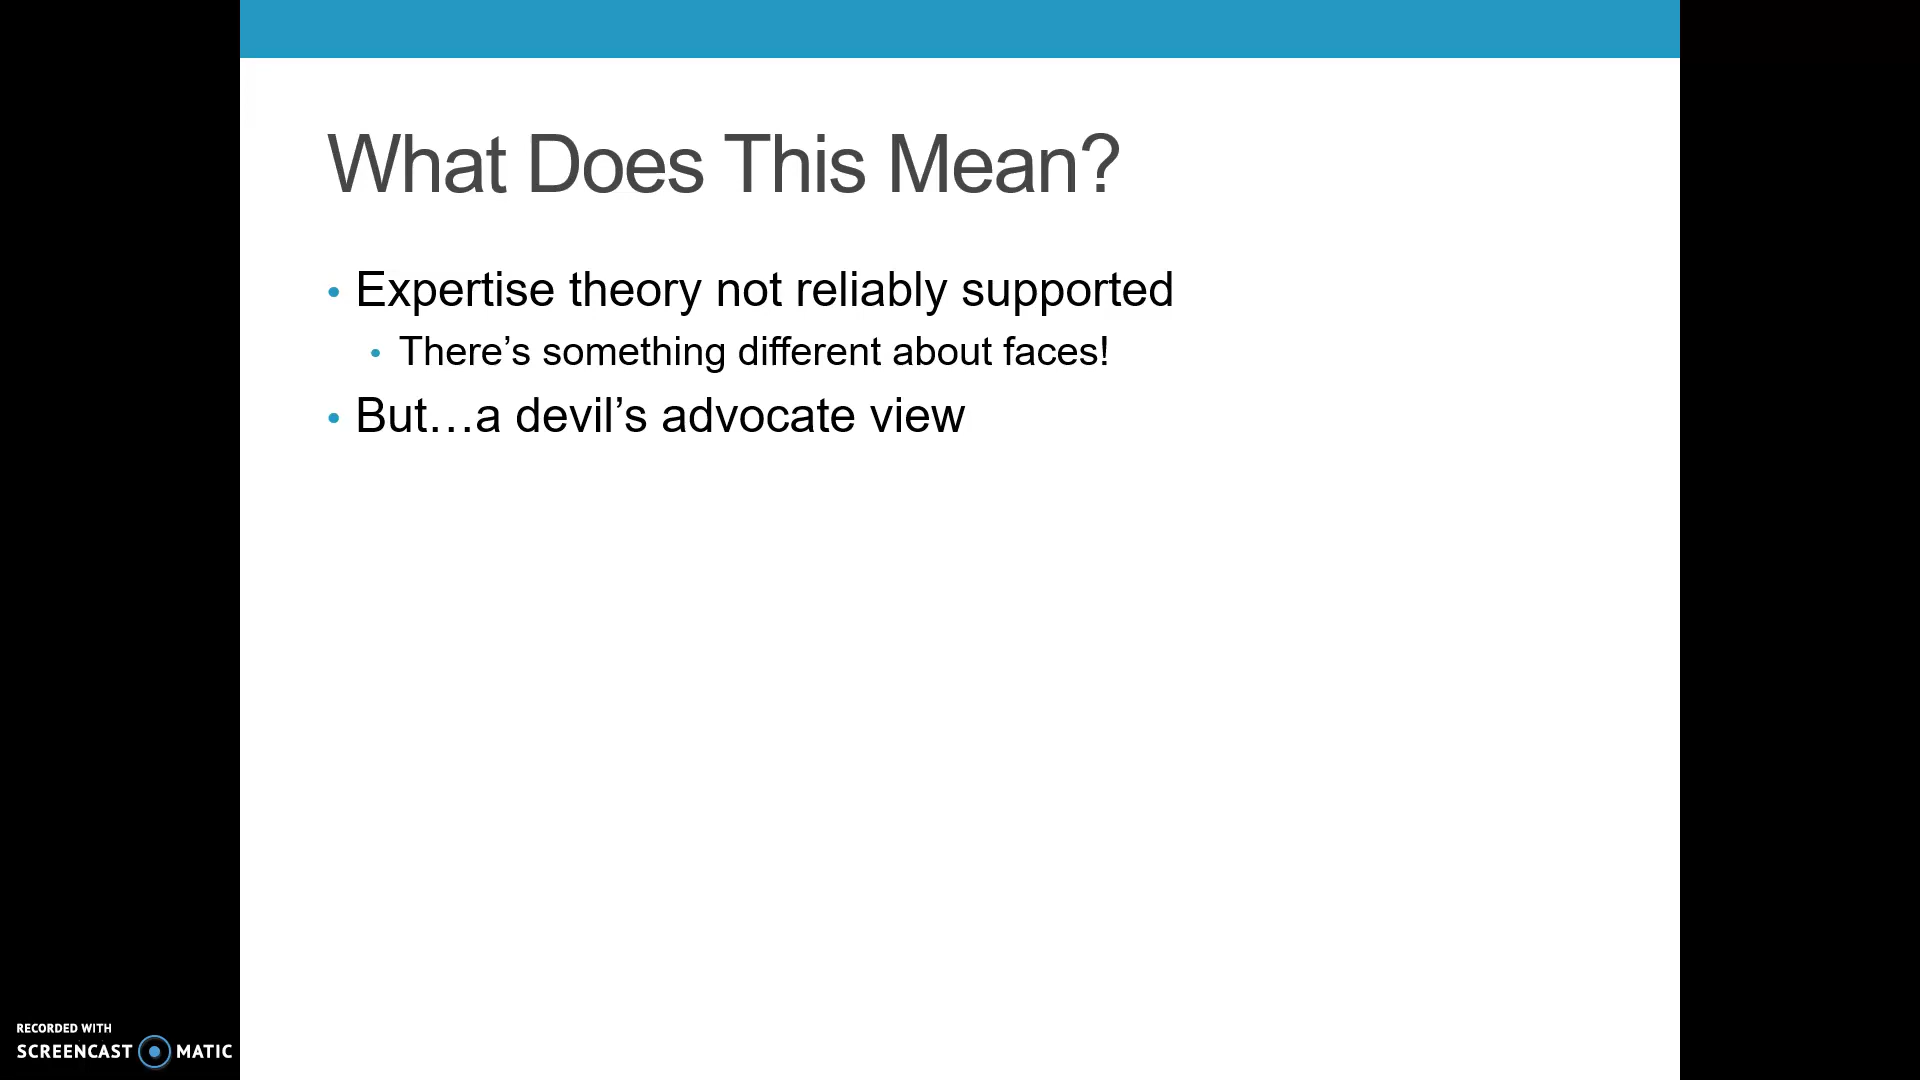 What Does This Mean?
• Expertise theory not reliably supported
• There’s something different about faces!
• But…a devil’s advocate view
RECORDED WITH
SCREENCAST MATIC